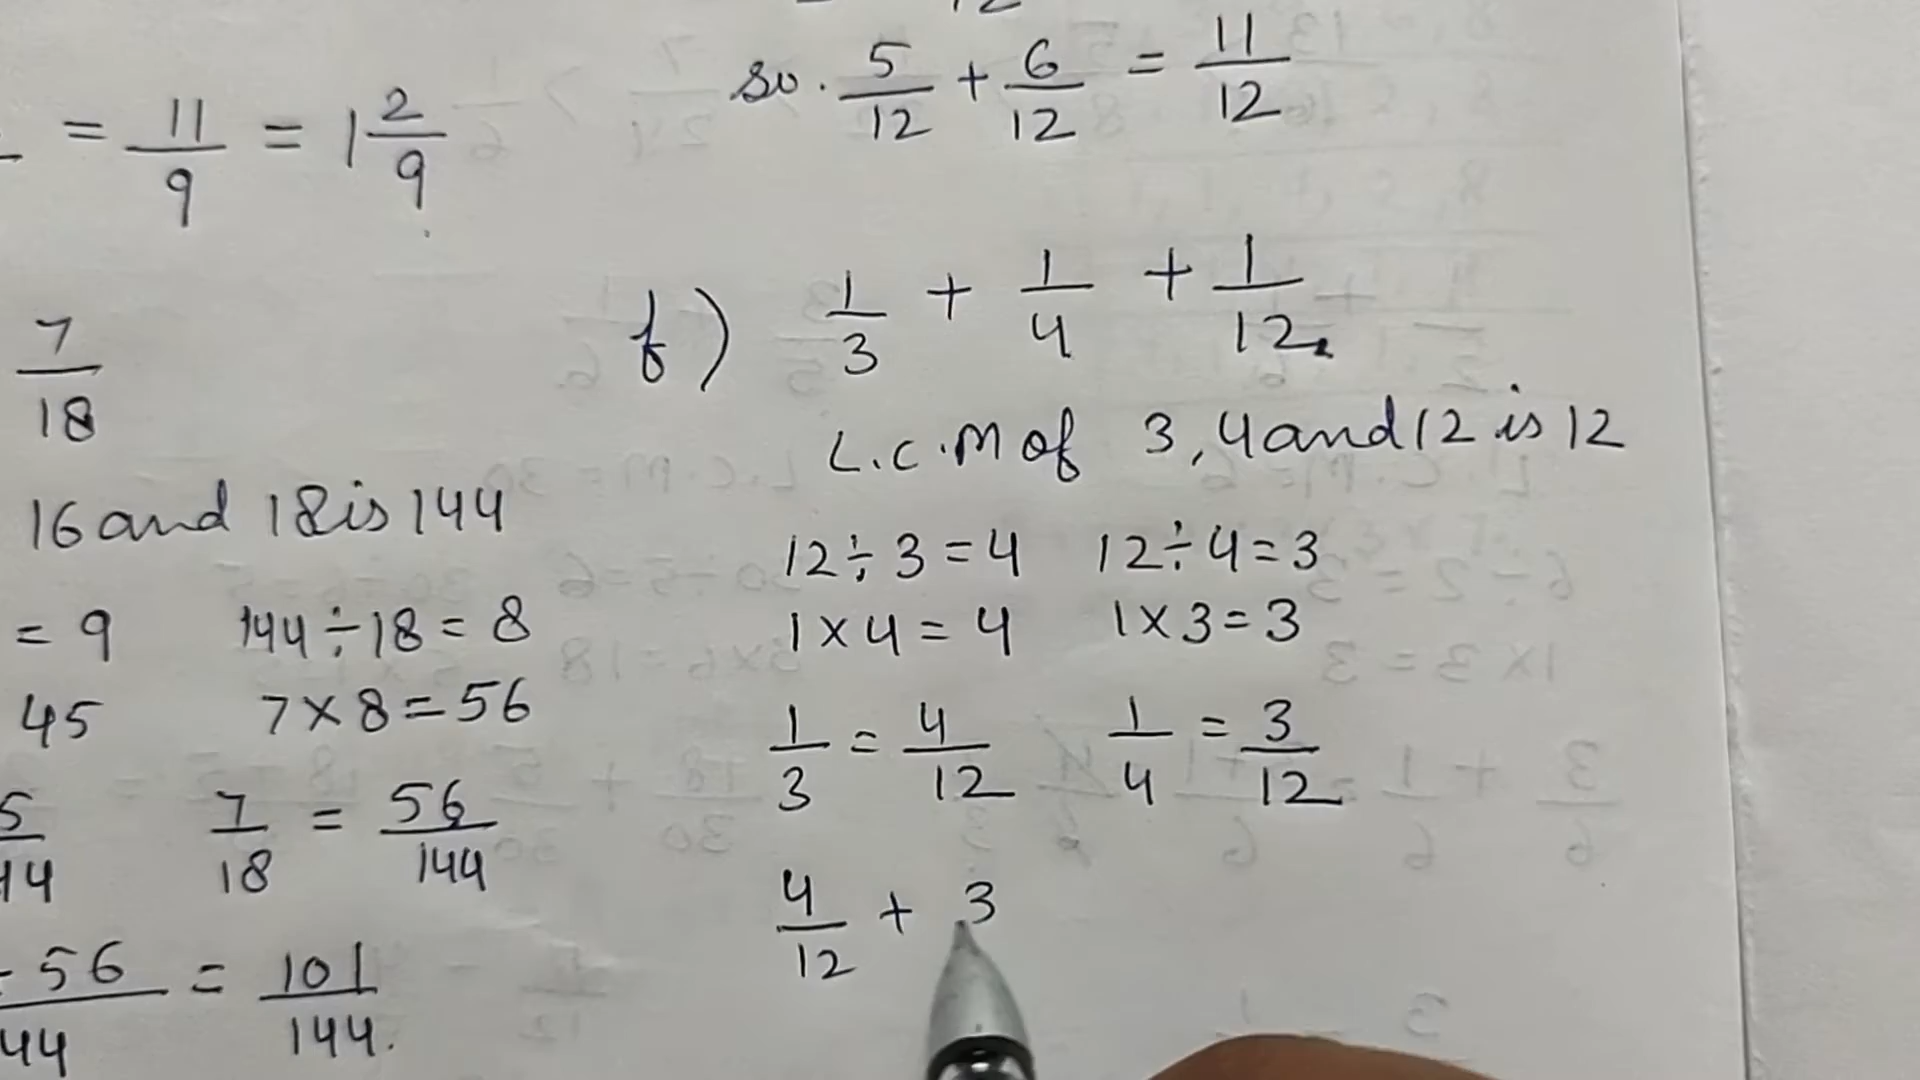 = 11/9 = 1 2/9
7/18
16 and 18 is 144
= 9 144 ÷ 18 = 8
45 7 × 8 = 56
7/18 = 56/144
56/44 = 101/144.
12
so. 5/12 + 6/12 = 11/12
f) 1/3 + 1/4 + 1/12.
L.C.M of 3, 4 and 12 is 12
12 ÷ 3 = 4 12 ÷ 4 = 3
1 × 4 = 4 1 × 3 = 3
1/3 = 4/12 1/4 = 3/12
4/12 + 3